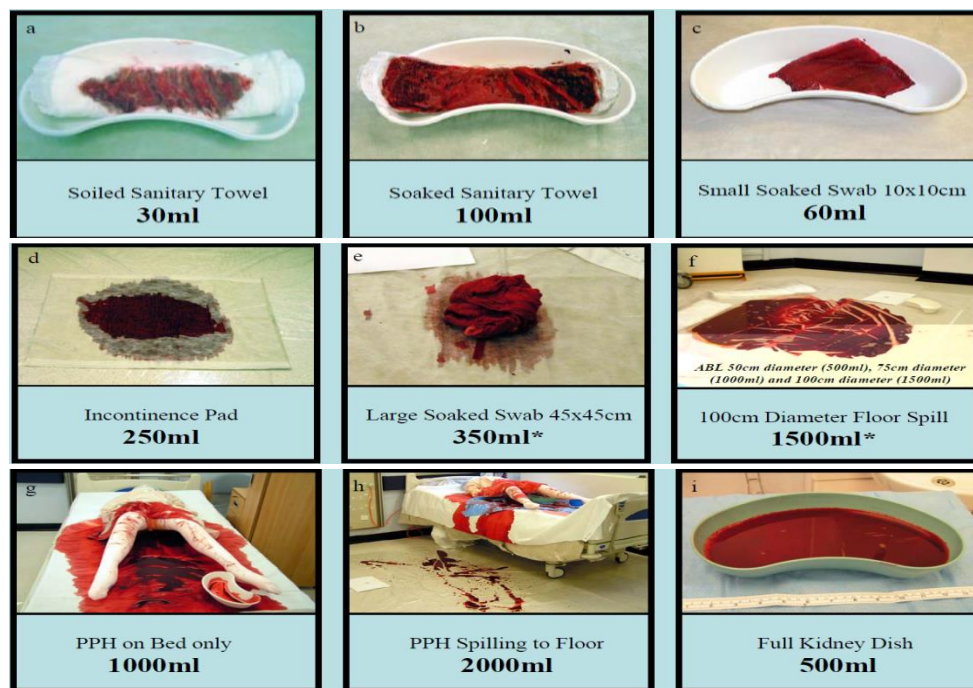 a
Soiled Sanitary Towel
30ml
b
Soaked Sanitary Towel
100ml
c
Small Soaked Swab 10x10cm
60ml
d
Incontinence Pad
250ml
e
Large Soaked Swab 45x45cm
350ml*
f
ABL 50cm diameter (500ml), 75cm diameter
(1000ml) and 100cm diameter (1500ml)
100cm Diameter Floor Spill
1500ml*
g
PPH on Bed only
1000ml
h
PPH Spilling to Floor
2000ml
i
Full Kidney Dish
500ml